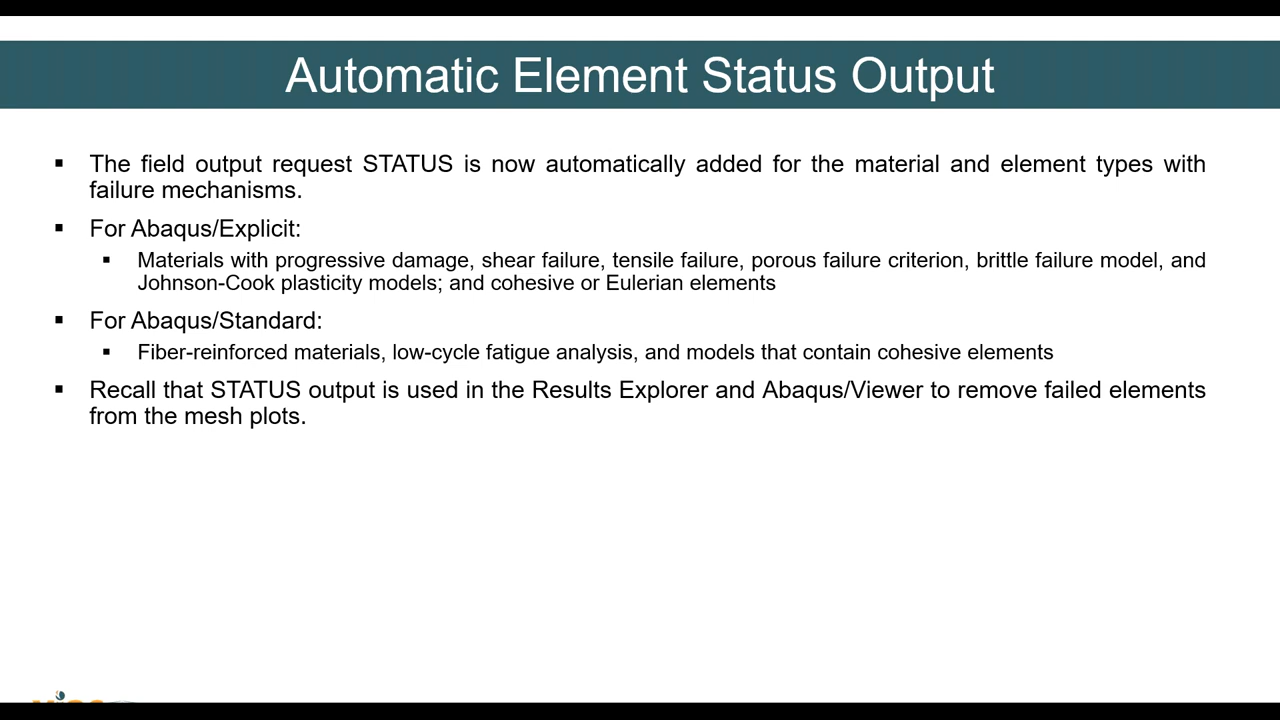 Automatic Element Status Output
▪ The field output request STATUS is now automatically added for the material and element types with
failure mechanisms.
▪ For Abaqus/Explicit:
▪ Materials with progressive damage, shear failure, tensile failure, porous failure criterion, brittle failure model, and
Johnson-Cook plasticity models; and cohesive or Eulerian elements
▪ For Abaqus/Standard:
▪ Fiber-reinforced materials, low-cycle fatigue analysis, and models that contain cohesive elements
▪ Recall that STATUS output is used in the Results Explorer and Abaqus/Viewer to remove failed elements
from the mesh plots.